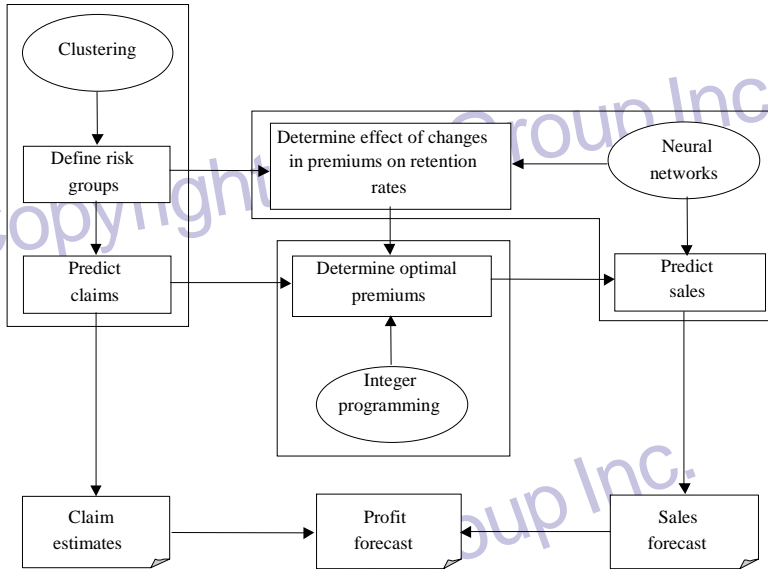 Clustering
Define risk
groups
Determine effect of changes
in premiums on retention
rates
Neural
networks
Predict
claims
Determine optimal
premiums
Predict
sales
Integer
programming
Claim
estimates
Profit
forecast
Sales
forecast
Copyright Group Inc.
Group Inc.